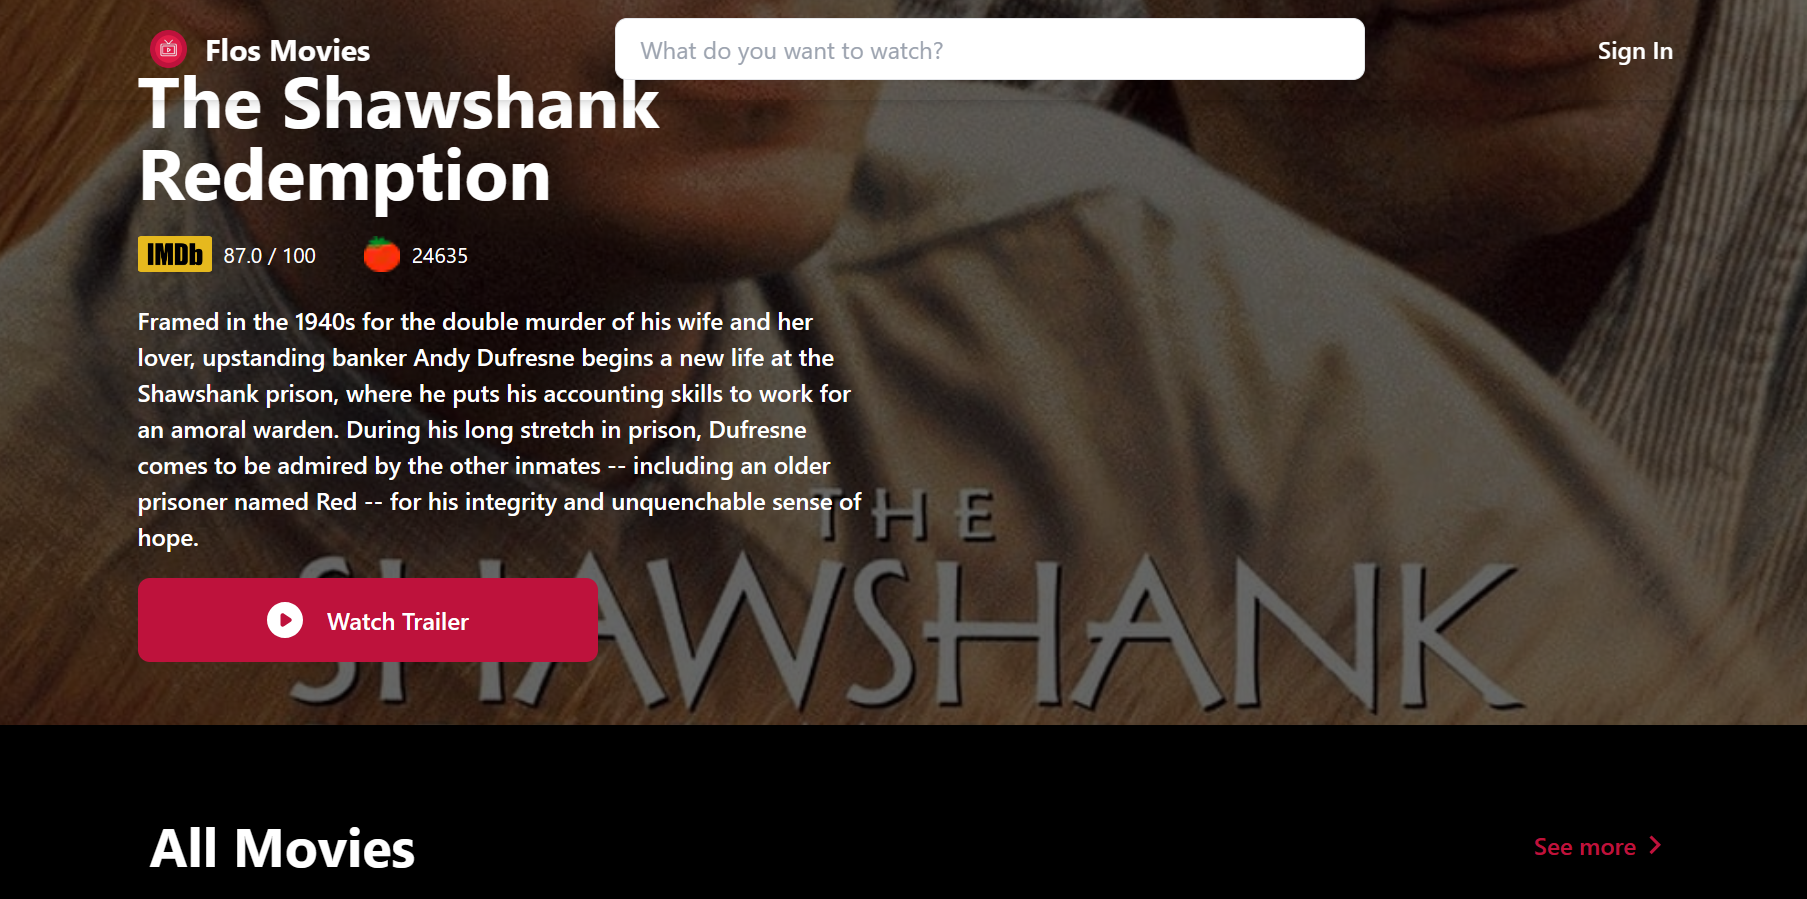 Flos Movies
What do you want to watch?
Sign In
The Shawshank
Redemption
IMDb 87.0 / 100 24635
Framed in the 1940s for the double murder of his wife and her
lover, upstanding banker Andy Dufresne begins a new life at the
Shawshank prison, where he puts his accounting skills to work for
an amoral warden. During his long stretch in prison, Dufresne
comes to be admired by the other inmates -- including an older
prisoner named Red -- for his integrity and unquenchable sense of
hope.
THE
SHAWSHANK
Watch Trailer
All Movies
See more